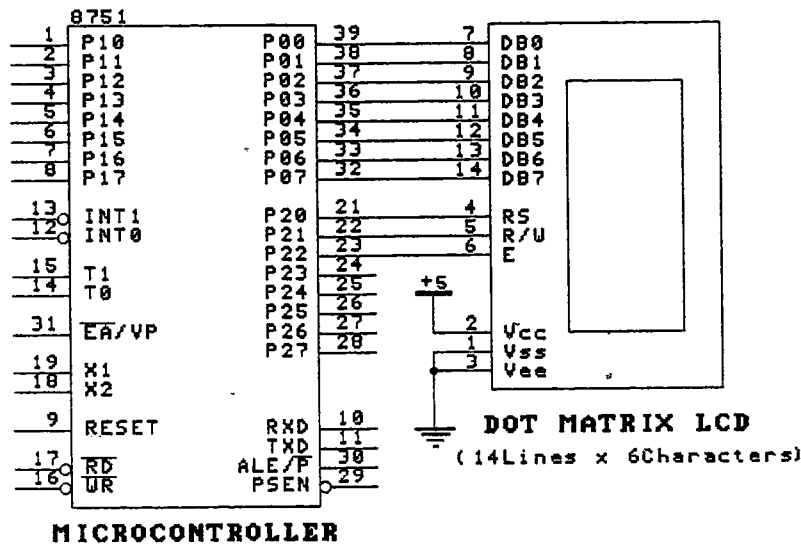 8751
1 P10 P00 39 7 DB0
2 P11 P01 38 8 DB1
3 P12 P02 37 9 DB2
4 P13 P03 36 10 DB3
5 P14 P04 35 11 DB4
6 P15 P05 34 12 DB5
7 P16 P06 33 13 DB6
8 P17 P07 32 14 DB7
13 INT1 P20 21 4 RS
12 INT0 P21 22 5 R/W
P22 23 6 E
15 T1 P23 24
14 T0 P24 25 +5
P25 26
31 EA/VP P26 27 2 Vcc
P27 28 1 Vss
19 X1 3 Vee
18 X2
9 RESET RXD 10
TXD 11
17 RD ALE/P 30
16 WR PSEN 29
DOT MATRIX LCD
(14Lines x 6Characters)
MICROCONTROLLER